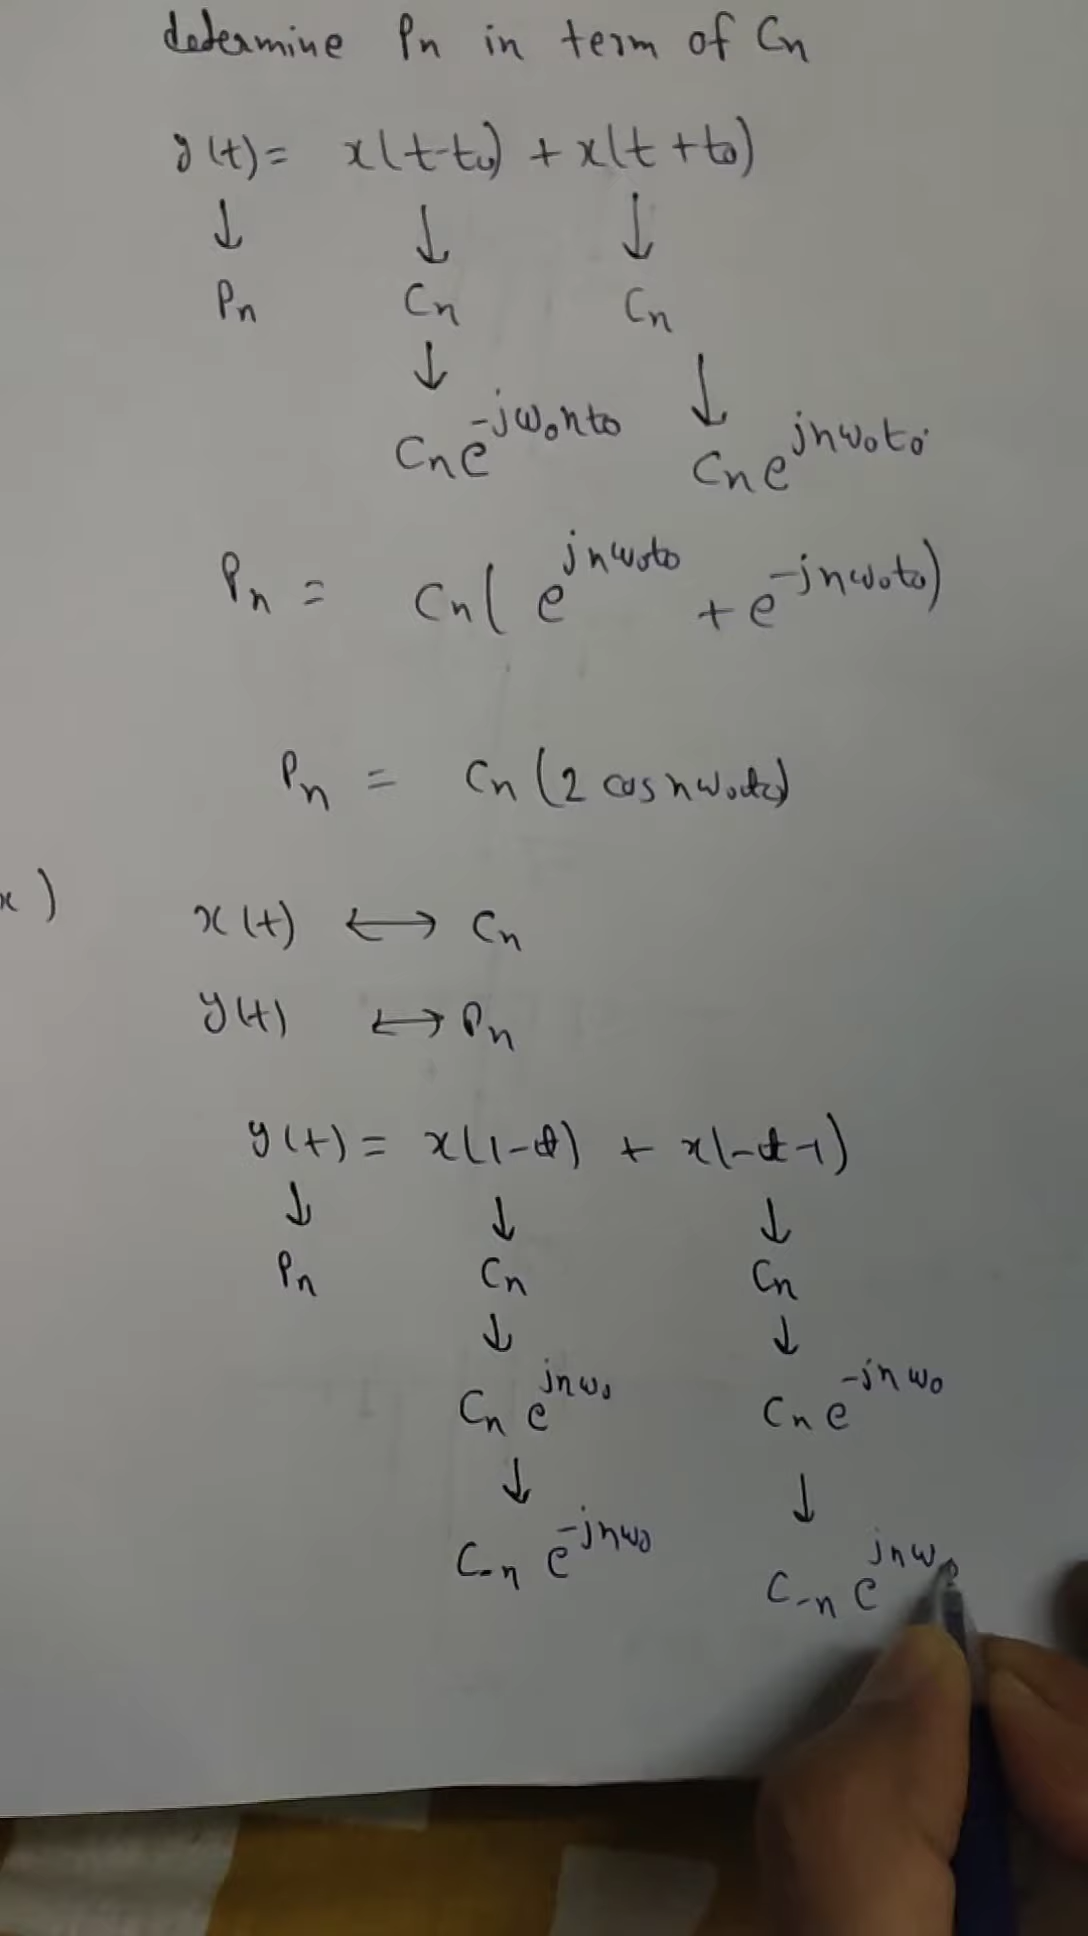 determine Pn in term of Cn
y(t) = x(t-t₀) + x(t+t₀)
↓ ↓ ↓
Pn Cn Cn
↓ ↓
Cn e^{-jω₀nt₀} Cn e^{jnω₀t₀}
Pn = Cn( e^{jnω₀t₀} + e^{-jnω₀t₀})
Pn = Cn (2 cos nω₀t₀)
x) x(t) ↔ Cn
y(t) ↔ Pn
y(t) = x(1-t) + x(-t-1)
↓ ↓ ↓
Pn Cn Cn
↓ ↓
Cn e^{jnω₀} Cn e^{-jnω₀}
↓ ↓
C-n e^{-jnω₀} C-n e^{jnω₀}